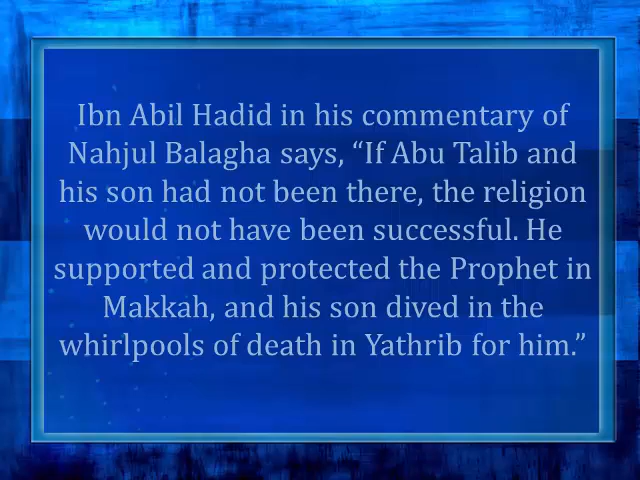 Ibn Abil Hadid in his commentary of
Nahjul Balagha says, “If Abu Talib and
his son had not been there, the religion
would not have been successful. He
supported and protected the Prophet in
Makkah, and his son dived in the
whirlpools of death in Yathrib for him.”